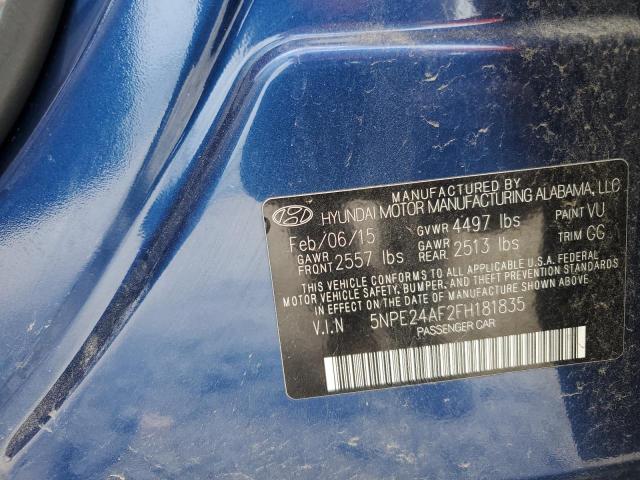 MANUFACTURED BY
HYUNDAI MOTOR MANUFACTURING ALABAMA, LLC
Feb/06/15 GVWR 4497 lbs PAINT VU
GAWR FRONT 2557 lbs GAWR REAR 2513 lbs TRIM GG
THIS VEHICLE CONFORMS TO ALL APPLICABLE U.S.A. FEDERAL
MOTOR VEHICLE SAFETY, BUMPER, AND THEFT PREVENTION
STANDARDS IN EFFECT ON THE DATE OF MANUFACTURE SHOWN ABOVE.
V.I.N 5NPE24AF2FH181835
PASSENGER CAR